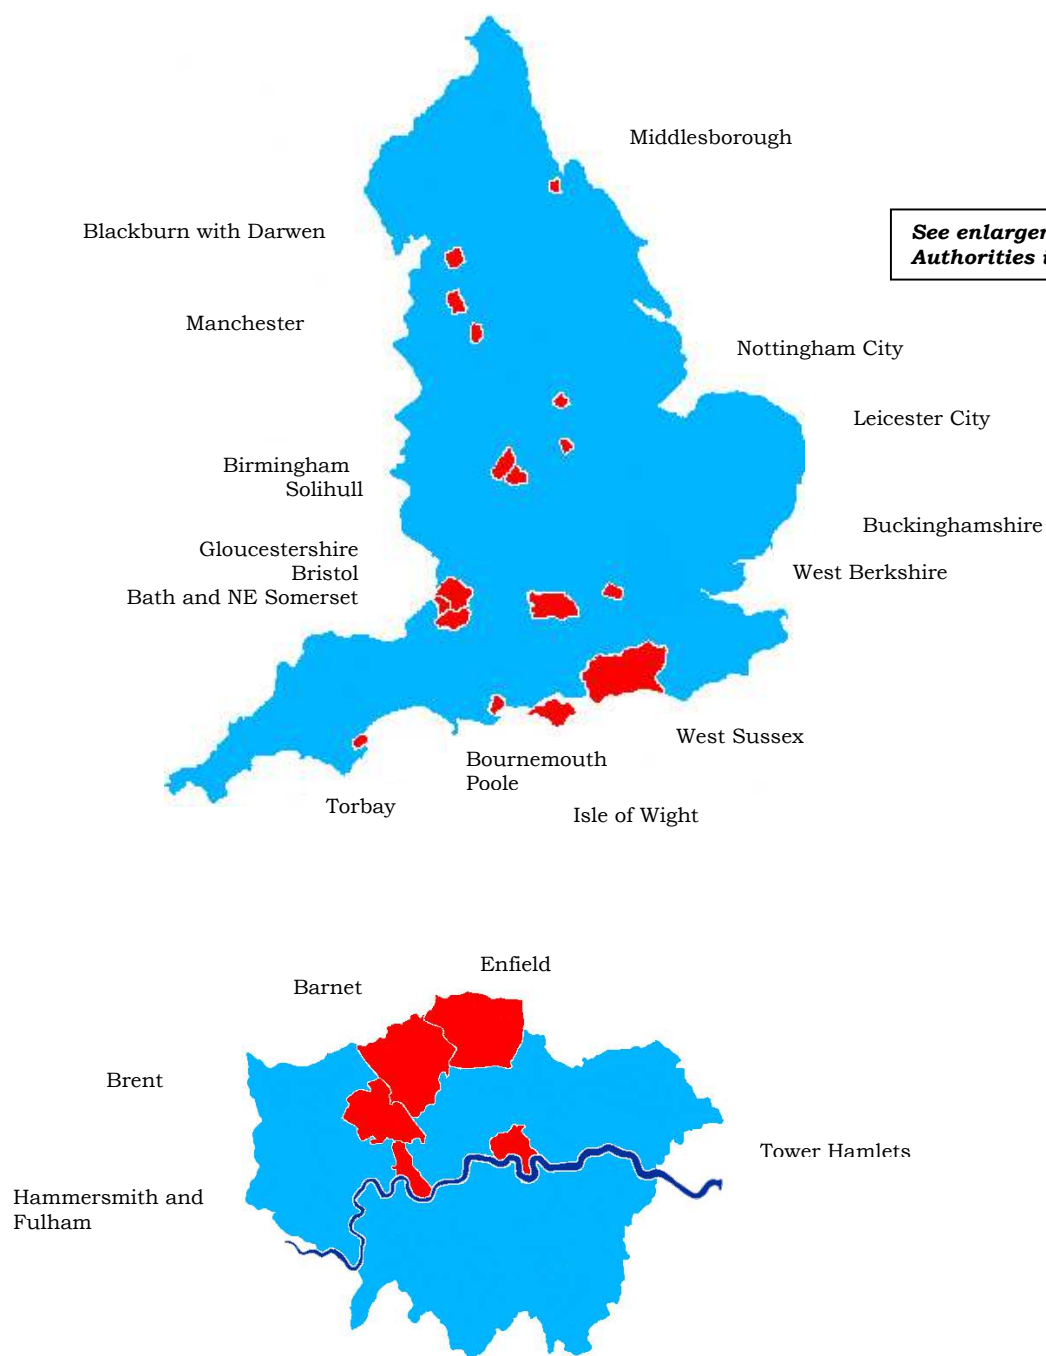 Middlesborough
Blackburn with Darwen
See enlarger
Authorities i
Manchester
Nottingham City
Leicester City
Birmingham
Solihull
Buckinghamshire
Gloucestershire
Bristol
Bath and NE Somerset
West Berkshire
West Sussex
Bournemouth
Poole
Torbay
Isle of Wight
Enfield
Barnet
Brent
Tower Hamlets
Hammersmith and
Fulham